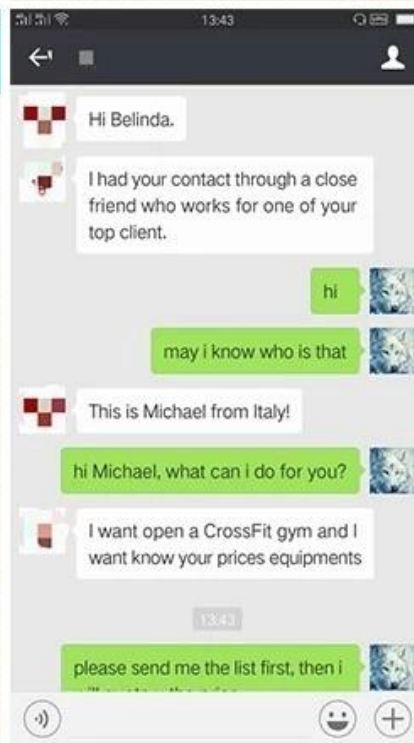 13:43
Hi Belinda.
I had your contact through a close
friend who works for one of your
top client.
hi
may i know who is that
This is Michael from Italy!
hi Michael, what can i do for you?
I want open a CrossFit gym and I
want know your prices equipments
13:43
please send me the list first, then i